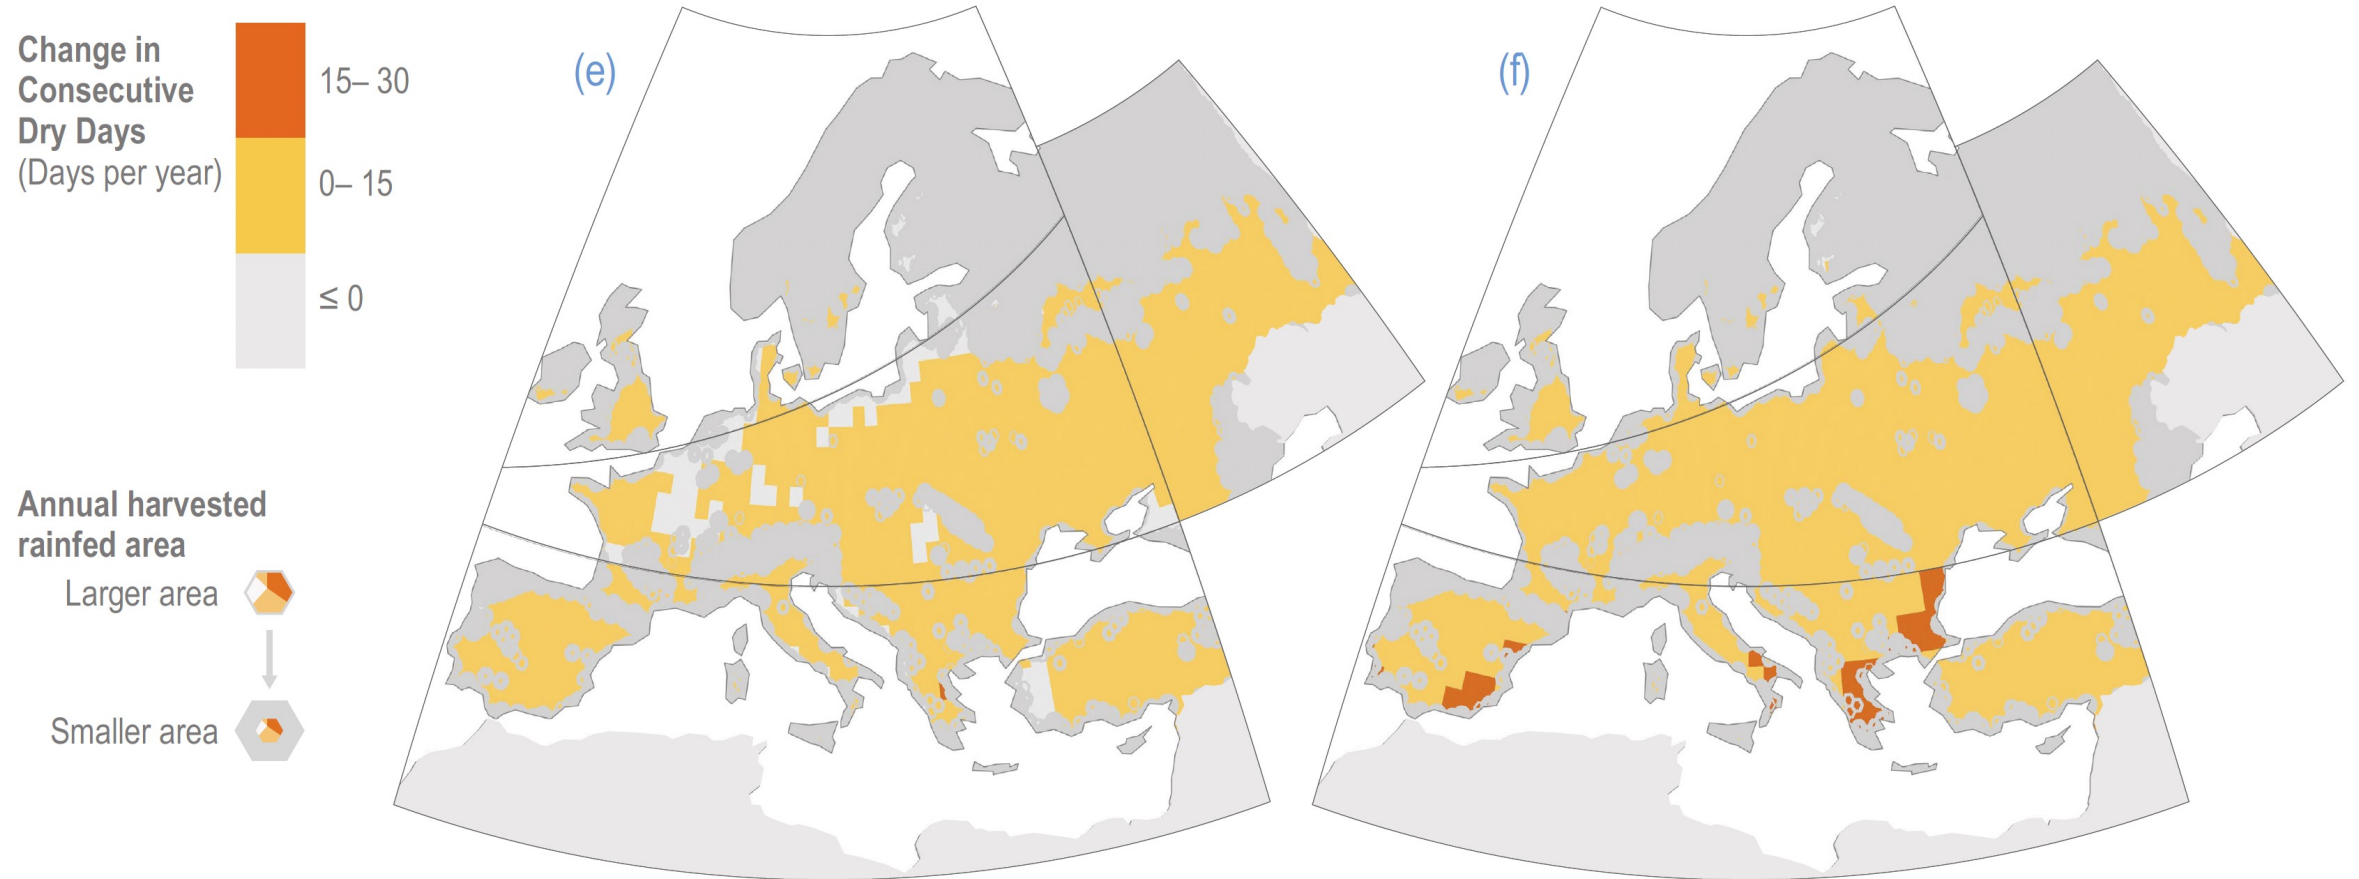 Change in
Consecutive
Dry Days
(Days per year)
15– 30
0– 15
≤ 0
Annual harvested
rainfed area
Larger area
Smaller area
(e)
(f)